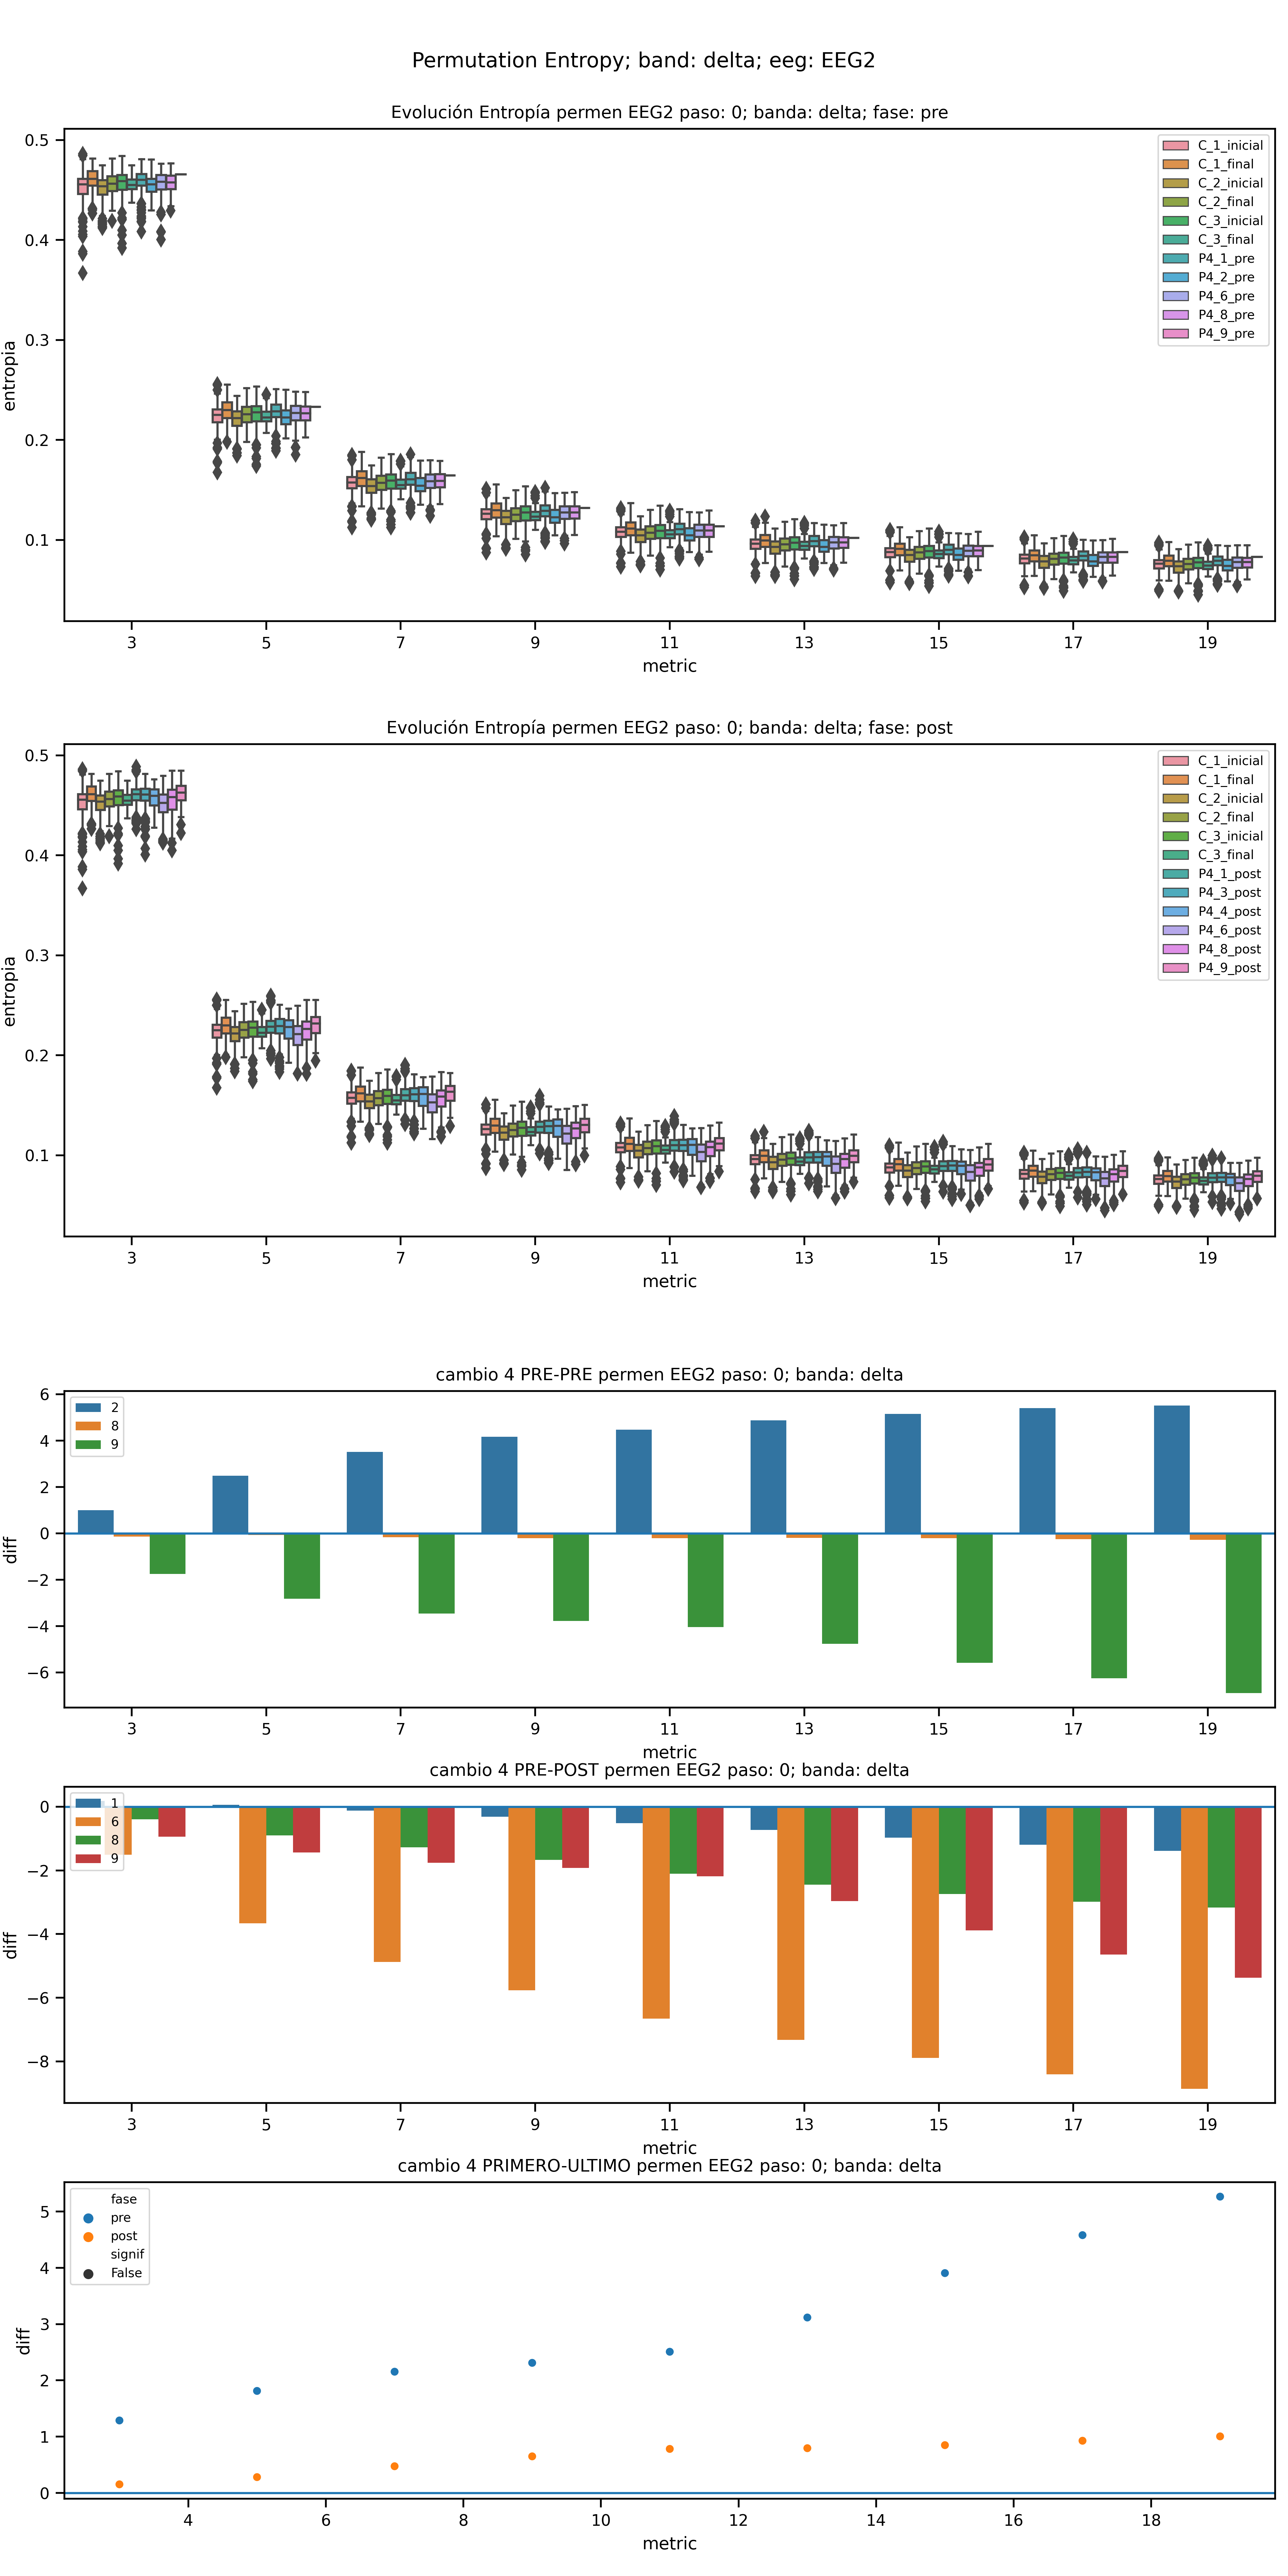 Permutation Entropy; band: delta; eeg: EEG2
Evolución Entropía permen EEG2 paso: 0; banda: delta; fase: pre
0.5
0.4
0.3
0.2
0.1
entropia
C_1_inicial
C_1_final
C_2_inicial
C_2_final
C_3_inicial
C_3_final
P4_1_pre
P4_2_pre
P4_6_pre
P4_8_pre
P4_9_pre
3 5 7 9 11 13 15 17 19
metric
Evolución Entropía permen EEG2 paso: 0; banda: delta; fase: post
0.5
0.4
0.3
0.2
0.1
entropia
C_1_inicial
C_1_final
C_2_inicial
C_2_final
C_3_inicial
C_3_final
P4_1_post
P4_3_post
P4_4_post
P4_6_post
P4_8_post
P4_9_post
3 5 7 9 11 13 15 17 19
metric
cambio 4 PRE-PRE permen EEG2 paso: 0; banda: delta
6
4
2
0
−2
−4
−6
diff
2
8
9
3 5 7 9 11 13 15 17 19
metric
cambio 4 PRE-POST permen EEG2 paso: 0; banda: delta
0
−2
−4
−6
−8
diff
1
6
8
9
3 5 7 9 11 13 15 17 19
metric
cambio 4 PRIMERO-ULTIMO permen EEG2 paso: 0; banda: delta
5
4
3
2
1
0
diff
fase
pre
post
signif
False
4 6 8 10 12 14 16 18
metric